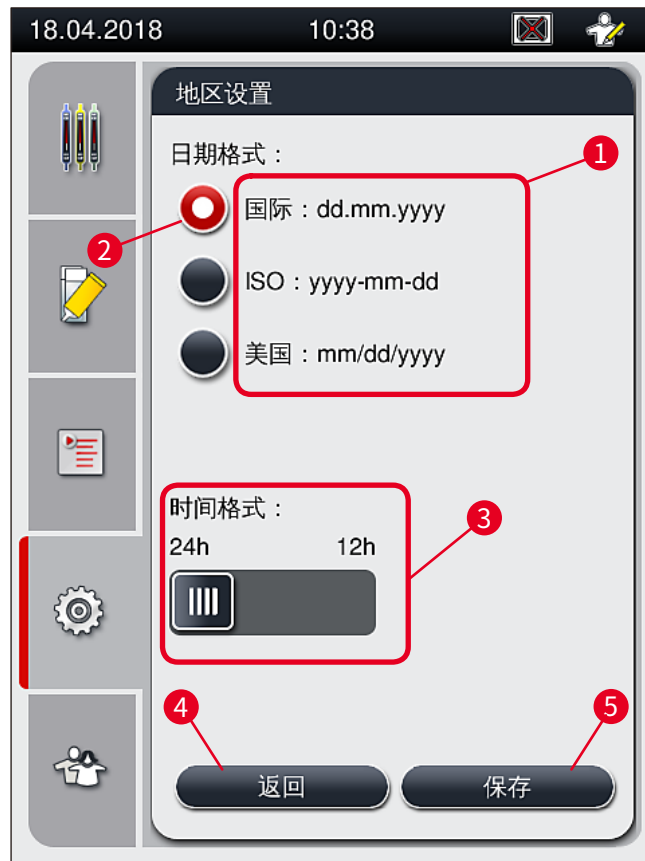 18.04.2018 10:38
地区设置
日期格式：
1
国际：dd.mm.yyyy
2
ISO：yyyy-mm-dd
美国：mm/dd/yyyy
时间格式：
3
24h 12h
4
5
返回 保存